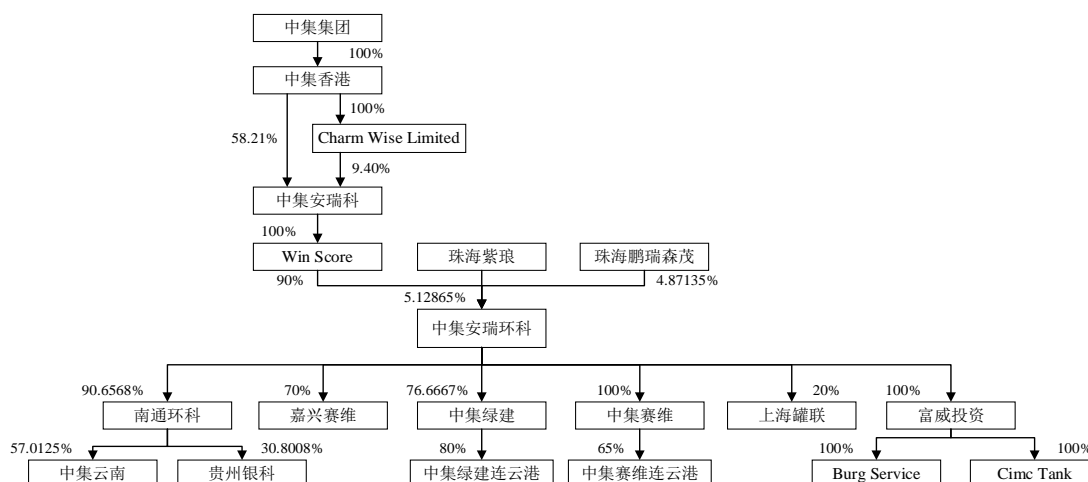 中集集团
100%
中集香港
100%
58.21%
Charm Wise Limited
9.40%
中集安瑞科
100%
Win Score
珠海紫琅
珠海鹏瑞森茂
90%
4.87135%
5.12865%
中集安瑞环科
90.6568%
70%
76.6667%
100%
20%
100%
南通环科
嘉兴赛维
中集绿建
中集赛维
上海罐联
富威投资
57.0125%
30.8008%
80%
65%
100%
100%
中集云南
贵州银科
中集绿建连云港
中集赛维连云港
Burg Service
Cimc Tank